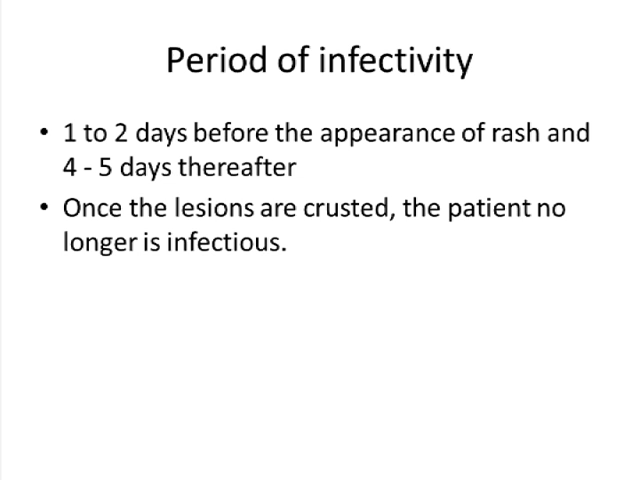 Period of infectivity
• 1 to 2 days before the appearance of rash and
4 - 5 days thereafter
• Once the lesions are crusted, the patient no
longer is infectious.